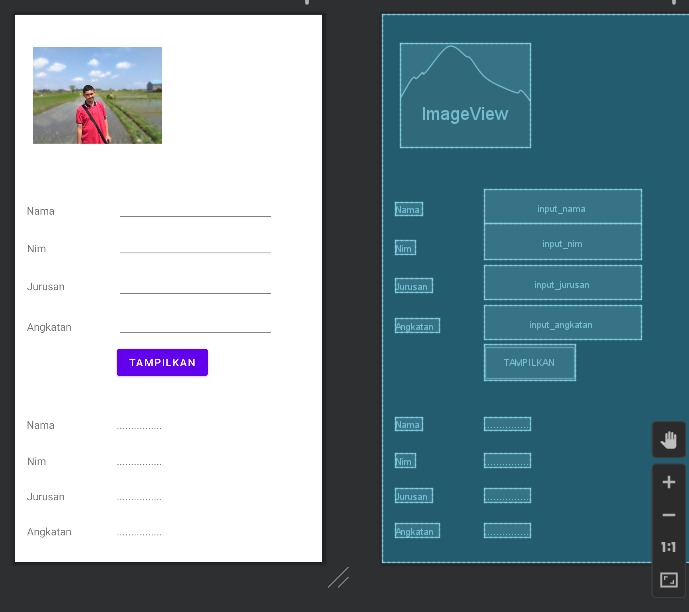 Nama
Nim
Jurusan
Angkatan
TAMPILKAN
Nama ...............
Nim ...............
Jurusan ...............
Angkatan ...............
ImageView
Nama input_nama
Nim input_nim
Jurusan input_jurusan
Angkatan input_angkatan
TAMPILKAN
Nama ...............
Nim ...............
Jurusan ...............
Angkatan ...............
1:1